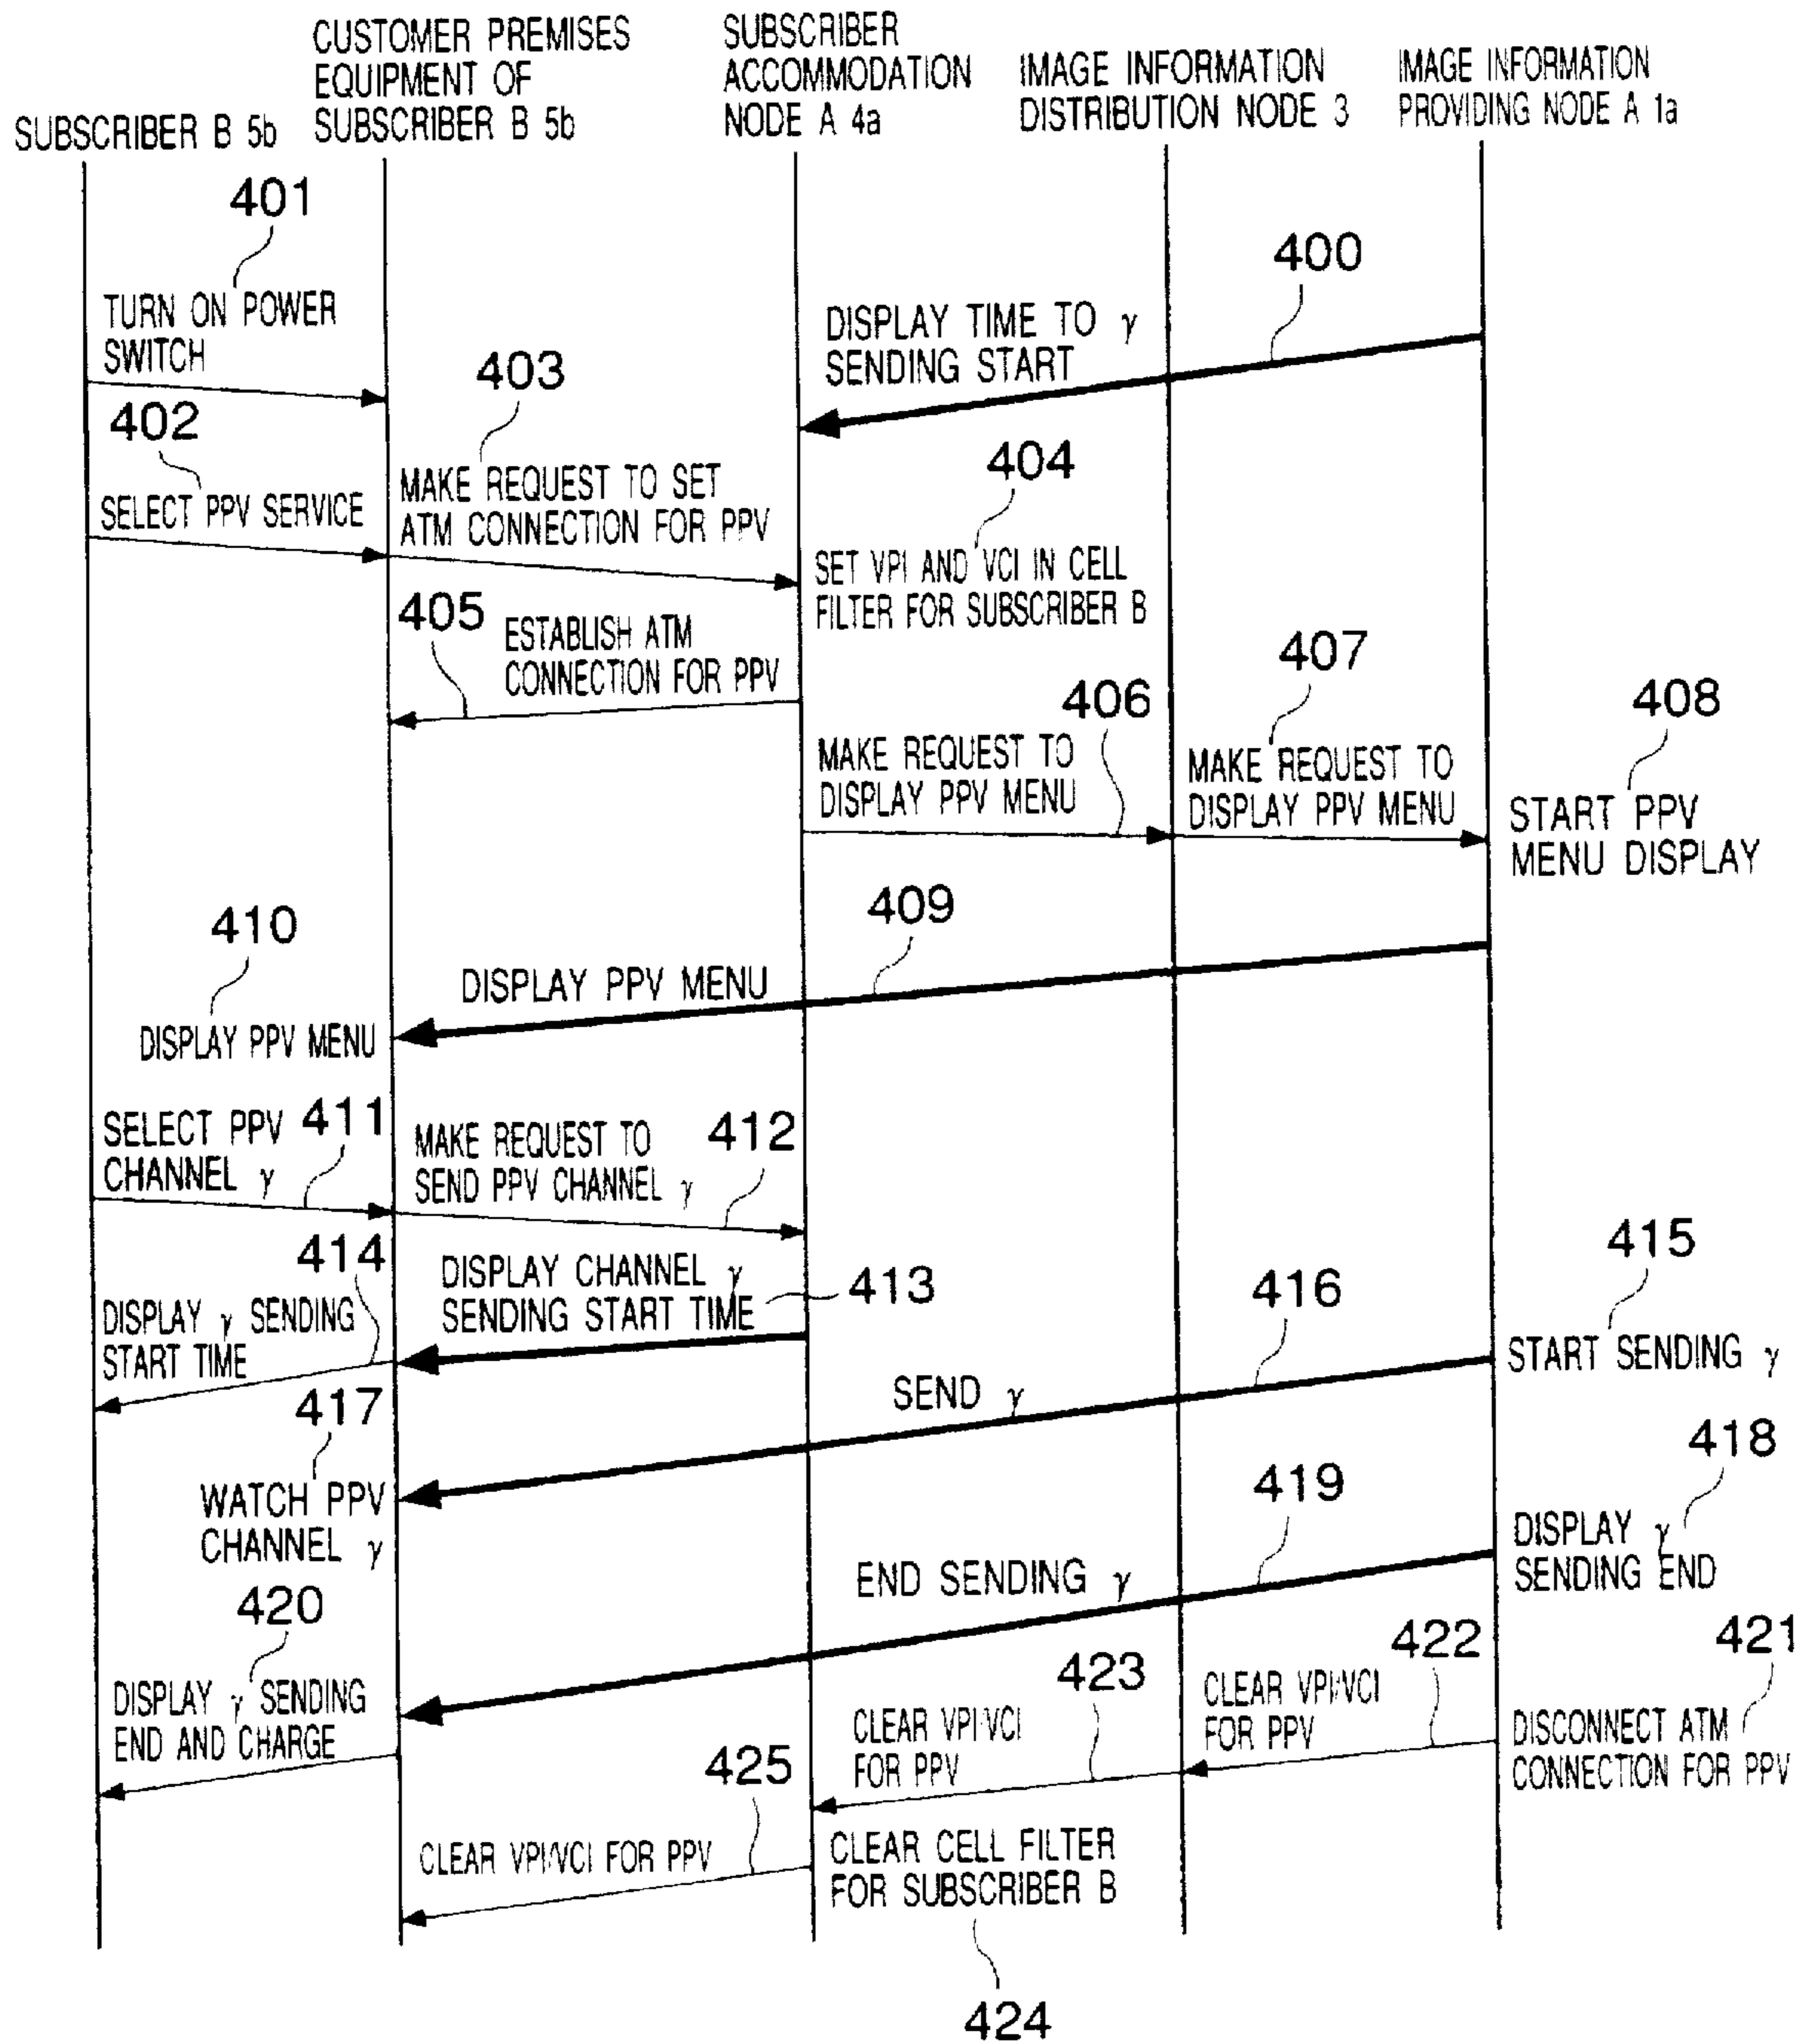 SUBSCRIBER B 5b
CUSTOMER PREMISES
EQUIPMENT OF
SUBSCRIBER B 5b
SUBSCRIBER
ACCOMMODATION
NODE A 4a
IMAGE INFORMATION
DISTRIBUTION NODE 3
IMAGE INFORMATION
PROVIDING NODE A 1a
401
TURN ON POWER
SWITCH
400
DISPLAY TIME TO γ
SENDING START
402
SELECT PPV SERVICE
403
MAKE REQUEST TO SET
ATM CONNECTION FOR PPV
404
SET VPI AND VCI IN CELL
FILTER FOR SUBSCRIBER B
405
ESTABLISH ATM
CONNECTION FOR PPV
406
MAKE REQUEST TO
DISPLAY PPV MENU
407
MAKE REQUEST TO
DISPLAY PPV MENU
408
START PPV
MENU DISPLAY
409
DISPLAY PPV MENU
410
DISPLAY PPV MENU
SELECT PPV 411
CHANNEL γ
MAKE REQUEST TO 412
SEND PPV CHANNEL γ
414
DISPLAY γ SENDING
START TIME
DISPLAY CHANNEL γ
SENDING START TIME 413
415
START SENDING γ
416
SEND γ
417
WATCH PPV
CHANNEL γ
418
DISPLAY γ
SENDING END
419
END SENDING γ
420
DISPLAY γ SENDING
END AND CHARGE
421
DISCONNECT ATM
CONNECTION FOR PPV
422
CLEAR VPI/VCI
FOR PPV
423
CLEAR VPI/VCI
FOR PPV
425
CLEAR VPI/VCI FOR PPV
CLEAR CELL FILTER
FOR SUBSCRIBER B
424